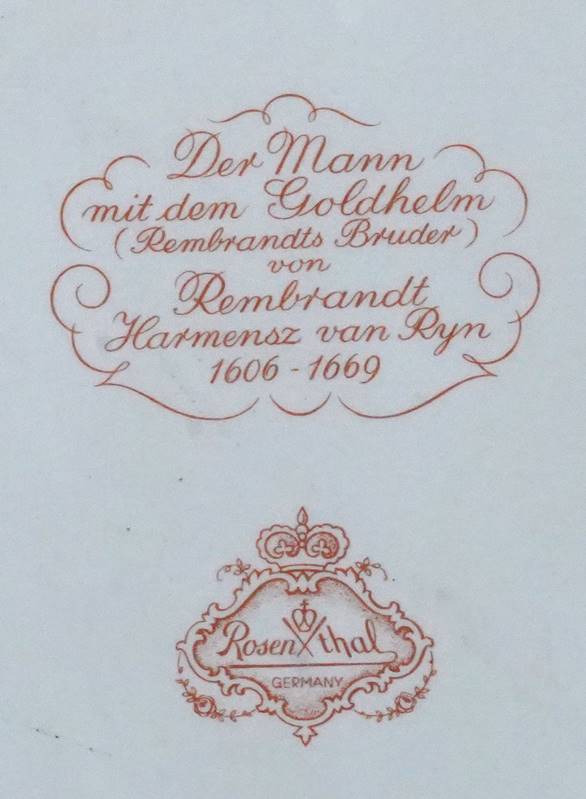 Der Mann
mit dem Goldhelm
(Rembrandts Bruder)
von
Rembrandt
Harmensz van Ryn
1606 - 1669
Rosenthal
GERMANY